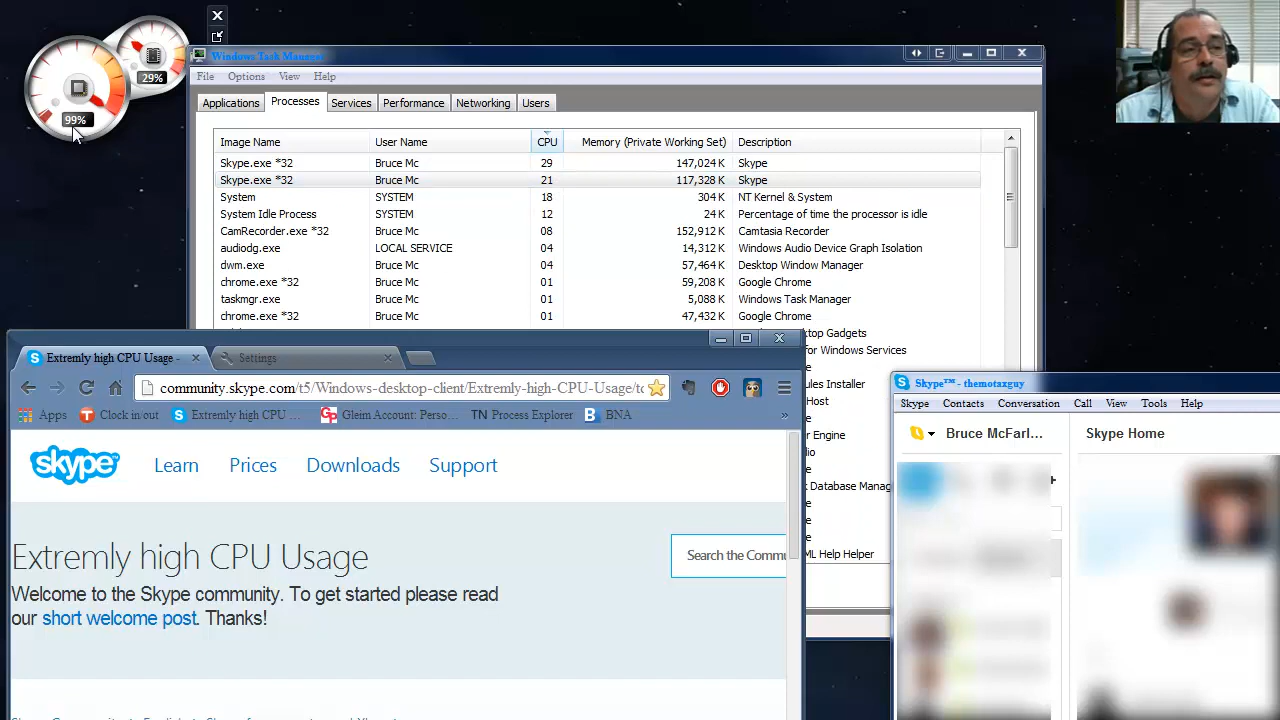 29%
99%
Windows Task Manager
File Options View Help
Applications Processes Services Performance Networking Users
Image Name User Name CPU Memory (Private Working Set) Description
Skype.exe *32 Bruce Mc 29 147,024 K Skype
Skype.exe *32 Bruce Mc 21 117,328 K Skype
System SYSTEM 18 304 K NT Kernel & System
System Idle Process SYSTEM 12 24 K Percentage of time the processor is idle
CamRecorder.exe *32 Bruce Mc 08 152,912 K Camtasia Recorder
audiodg.exe LOCAL SERVICE 04 14,312 K Windows Audio Device Graph Isolation
dwm.exe Bruce Mc 04 57,464 K Desktop Window Manager
chrome.exe *32 Bruce Mc 01 59,208 K Google Chrome
taskmgr.exe Bruce Mc 01 5,088 K Windows Task Manager
chrome.exe *32 Bruce Mc 01 47,432 K Google Chrome
ktop Gadgets
for Windows Services
ules Installer
Host
er Engine
io
k Database Manag
ML Help Helper
Extremly high CPU Usage - Settings
community.skype.com/t5/Windows-desktop-client/Extremely-high-CPU-Usage/t
Apps Clock in out Extremely high CPU ... Gleim Account: Perso... TN Process Explorer BNA »
skype Learn Prices Downloads Support
Extremly high CPU Usage
Search the Commu
Welcome to the Skype community. To get started please read
our short welcome post. Thanks!
Skype™ - themotaxguy
Skype Contacts Conversation Call View Tools Help
Bruce McFarl... Skype Home